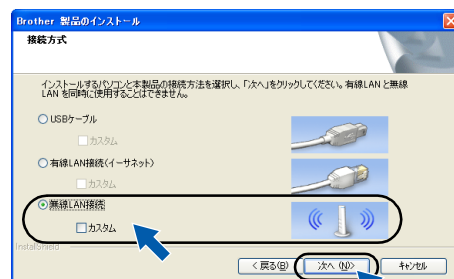 Brother 製品のインストール
接続方式
インストールするパソコンと本製品の接続方法を選択し、「次へ」をクリックしてください。有線LAN と無線
LAN を同時に使用することはできません。
USBケーブル
カスタム
有線LAN接続(イーサネット)
カスタム
無線LAN接続
カスタム
InstallShield
< 戻る(B)
次へ (N)>
キャンセル